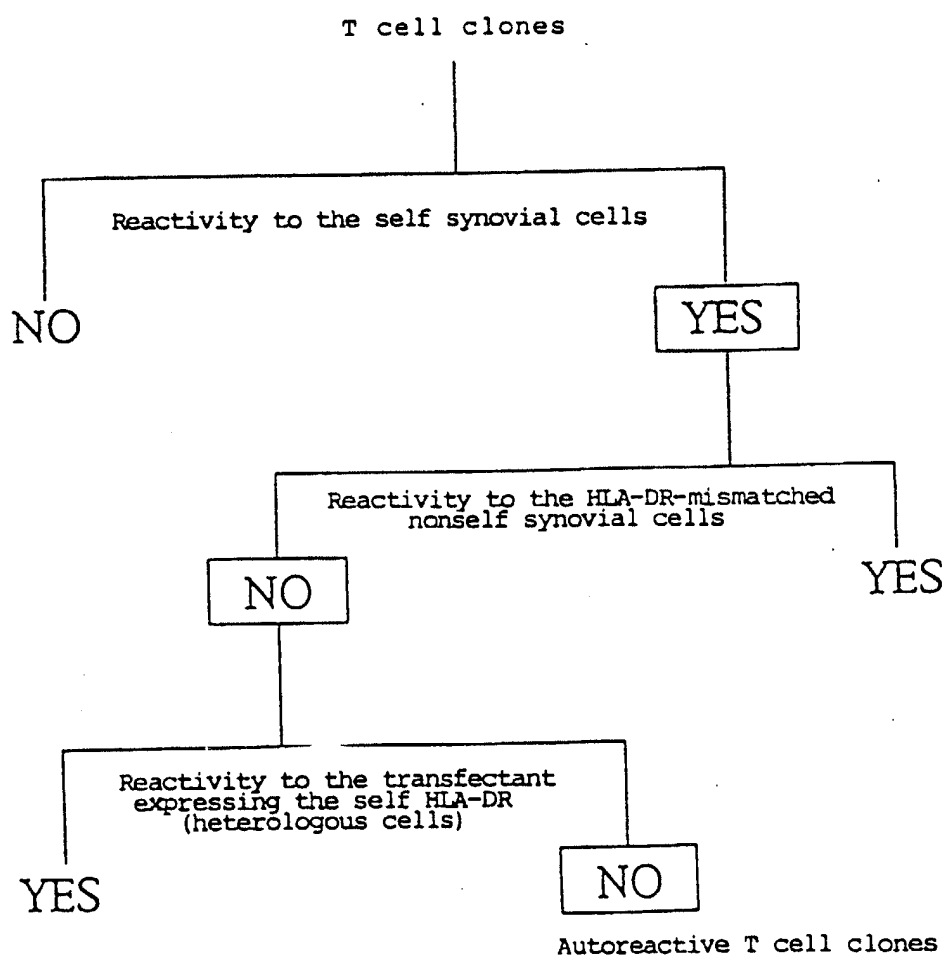 T cell clones
Reactivity to the self synovial cells
NO
YES
Reactivity to the HLA-DR-mismatched
nonself synovial cells
NO
YES
Reactivity to the transfectant
expressing the self HLA-DR
(heterologous cells)
YES
NO
Autoreactive T cell clones